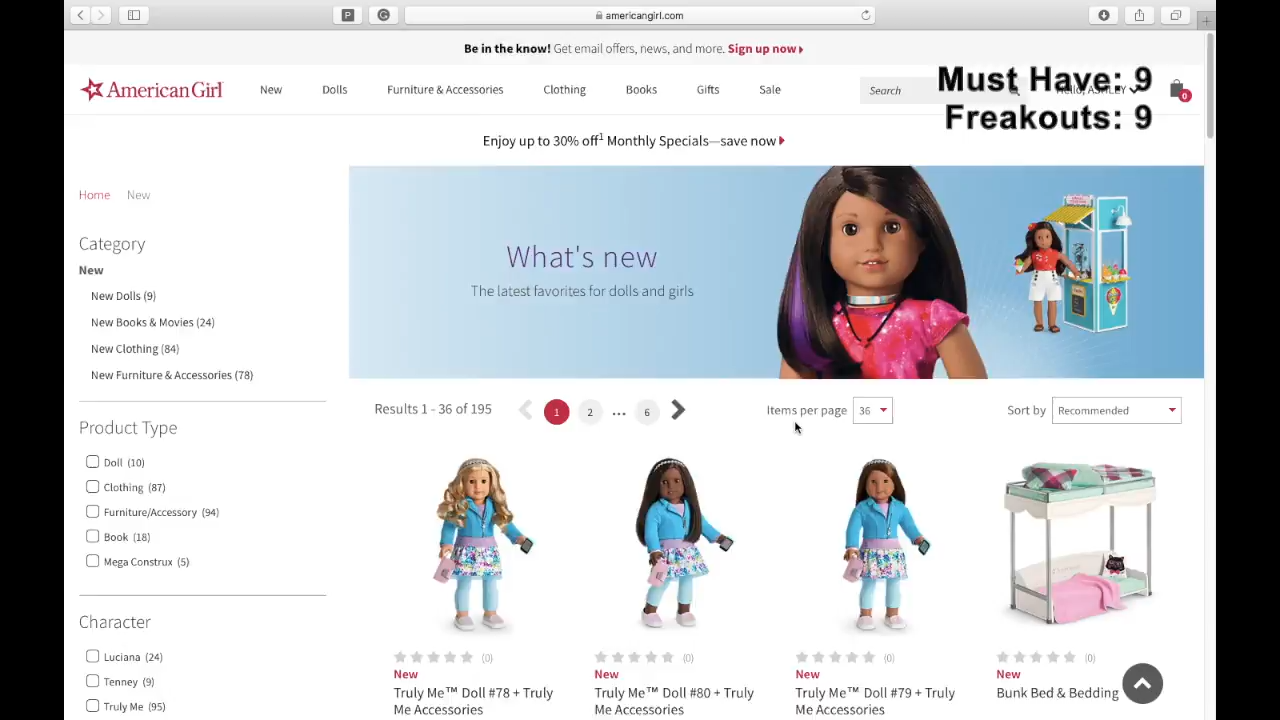 americangirl.com
Be in the know! Get email offers, news, and more. Sign up now
American Girl
New Dolls Furniture & Accessories Clothing Books Gifts Sale
Search
Hello, ASHLEY
0
Must Have: 9
Freakouts: 9
Enjoy up to 30% off1 Monthly Specials—save now
Home New
What's new
The latest favorites for dolls and girls
Category
New
New Dolls (9)
New Books & Movies (24)
New Clothing (84)
New Furniture & Accessories (78)
Product Type
Doll (10)
Clothing (87)
Furniture/Accessory (94)
Book (18)
Mega Construx (5)
Character
Luciana (24)
Tenney (9)
Truly Me (95)
Results 1 - 36 of 195
1 2 ... 6
Items per page 36
Sort by Recommended
(0)
New
Truly Me™ Doll #78 + Truly
Me Accessories
(0)
New
Truly Me™ Doll #80 + Truly
Me Accessories
(0)
New
Truly Me™ Doll #79 + Truly
Me Accessories
(0)
New
Bunk Bed & Bedding